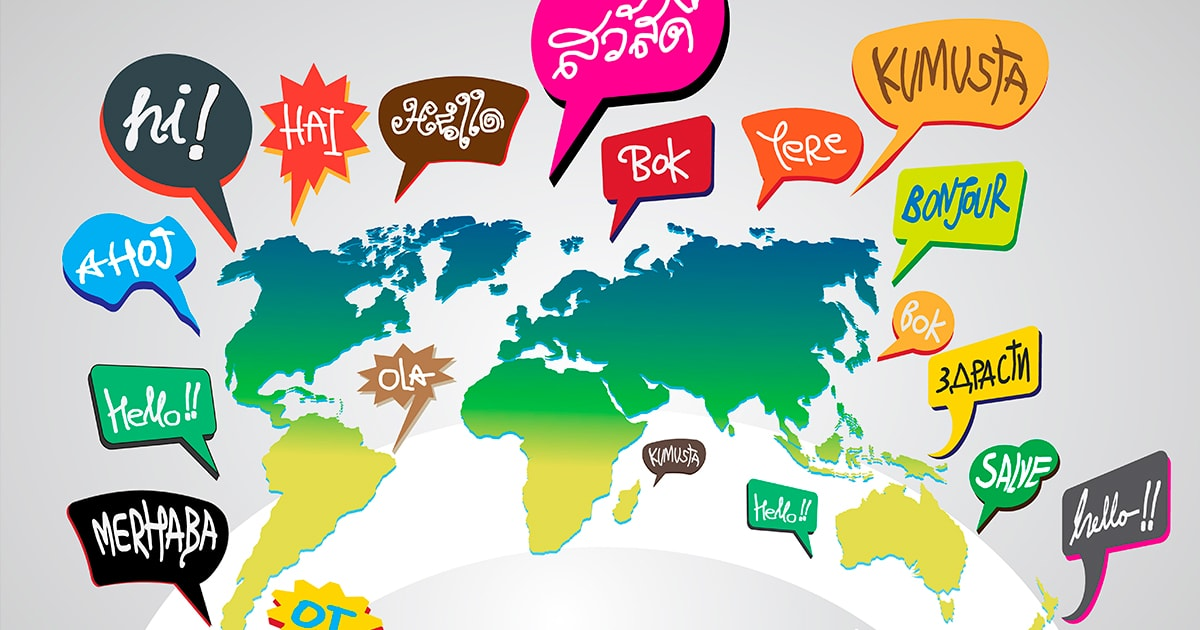 สวัสดี
KUMUSTA
hi!
HAI
Hello
BOK
Tere
BONJOUR
AHOJ
BOK
ЗДРАСТИ
OLA
Hello!!
KUMUSTA
SALVE
Hello!!
hello!!
MERHABA